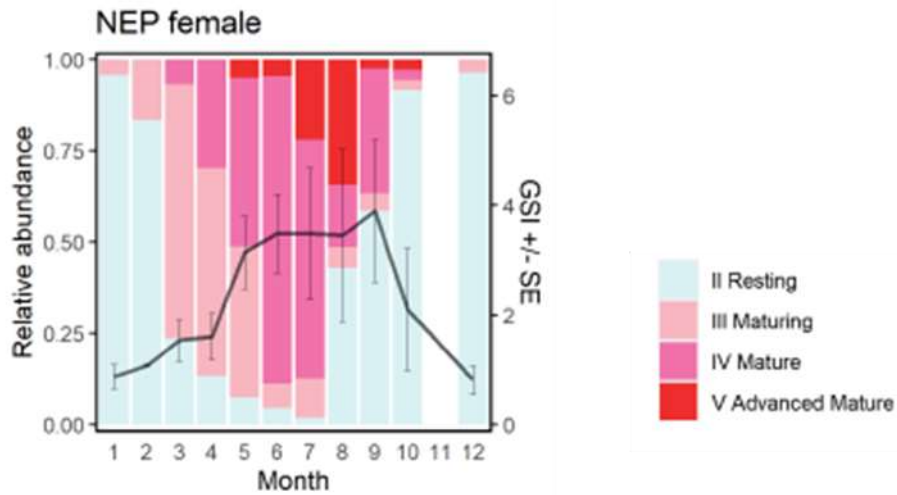 NEP female
1.00
0.75
0.50
0.25
0.00
Relative abundance
6
4
2
0
GSI +/- SE
1 2 3 4 5 6 7 8 9 10 11 12
Month
II Resting
III Maturing
IV Mature
V Advanced Mature